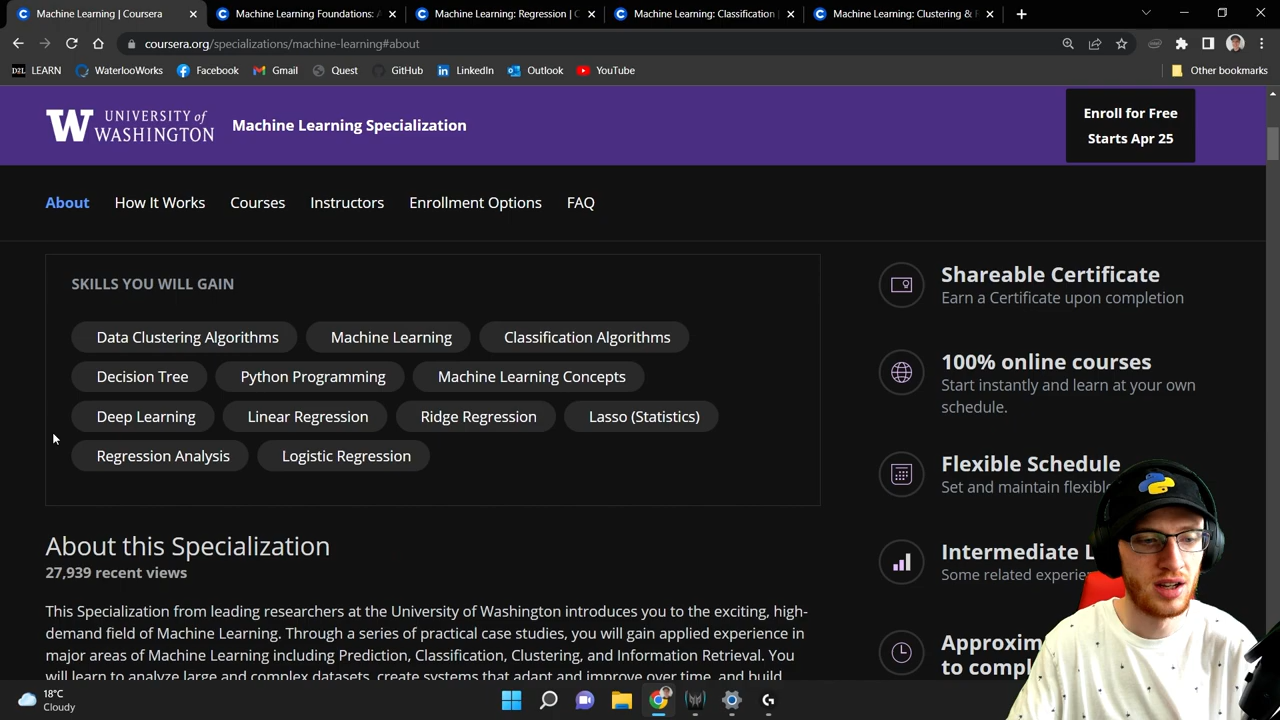 Machine Learning | Coursera
Machine Learning Foundations: A
Machine Learning: Regression | C
Machine Learning: Classification |
Machine Learning: Clustering & F
coursera.org/specializations/machine-learning#about
LEARN
WaterlooWorks
Facebook
Gmail
Quest
GitHub
LinkedIn
Outlook
YouTube
Other bookmarks
W UNIVERSITY of
WASHINGTON
Machine Learning Specialization
Enroll for Free
Starts Apr 25
About
How It Works
Courses
Instructors
Enrollment Options
FAQ
SKILLS YOU WILL GAIN
Data Clustering Algorithms
Machine Learning
Classification Algorithms
Decision Tree
Python Programming
Machine Learning Concepts
Deep Learning
Linear Regression
Ridge Regression
Lasso (Statistics)
Regression Analysis
Logistic Regression
Shareable Certificate
Earn a Certificate upon completion
100% online courses
Start instantly and learn at your own
schedule.
Flexible Schedule
Set and maintain flexible
Intermediate L
Some related experie
Approxim
to compl
About this Specialization
27,939 recent views
This Specialization from leading researchers at the University of Washington introduces you to the exciting, high-
demand field of Machine Learning. Through a series of practical case studies, you will gain applied experience in
major areas of Machine Learning including Prediction, Classification, Clustering, and Information Retrieval. You
will learn to analyze large and complex datasets, create systems that adapt and improve over time, and build
18°C
Cloudy